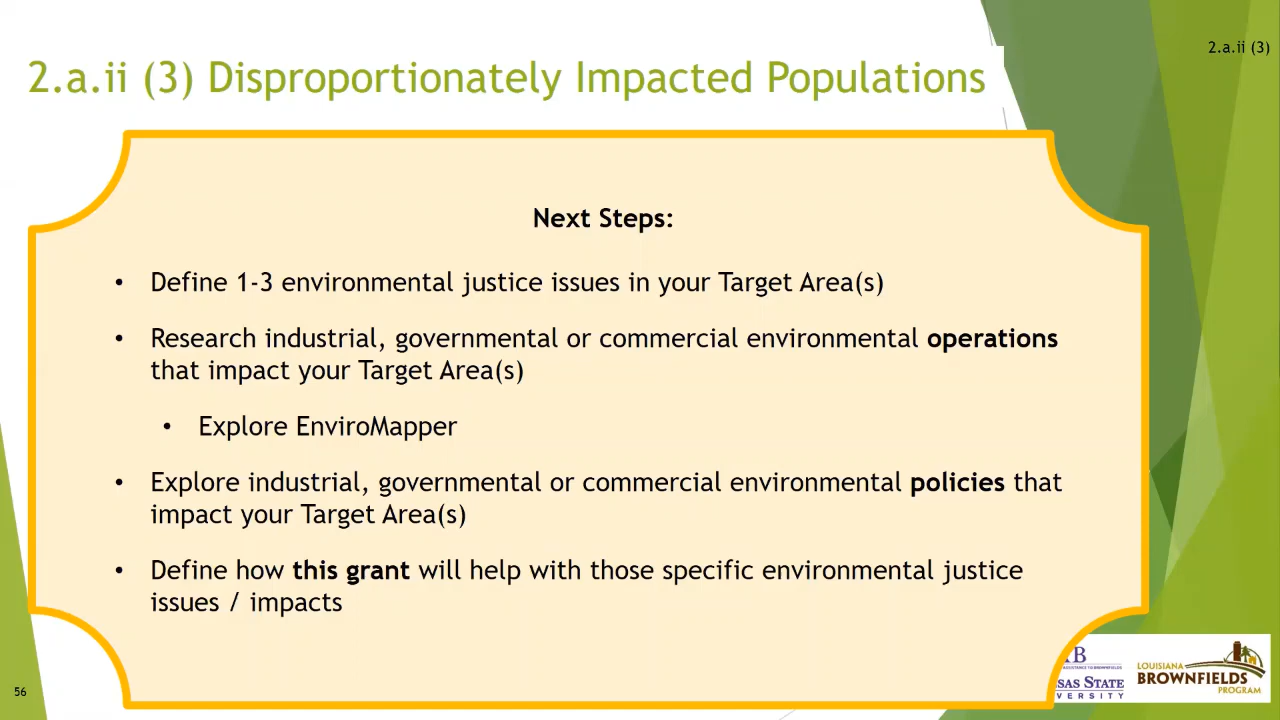 2.a.ii (3)
2.a.ii (3) Disproportionately Impacted Populations
Next Steps:
• Define 1-3 environmental justice issues in your Target Area(s)
• Research industrial, governmental or commercial environmental operations
that impact your Target Area(s)
• Explore EnviroMapper
• Explore industrial, governmental or commercial environmental policies that
impact your Target Area(s)
• Define how this grant will help with those specific environmental justice
issues / impacts
56
SAS STATE
VERSITY
LOUISIANA
BROWNFIELDS
PROGRAM